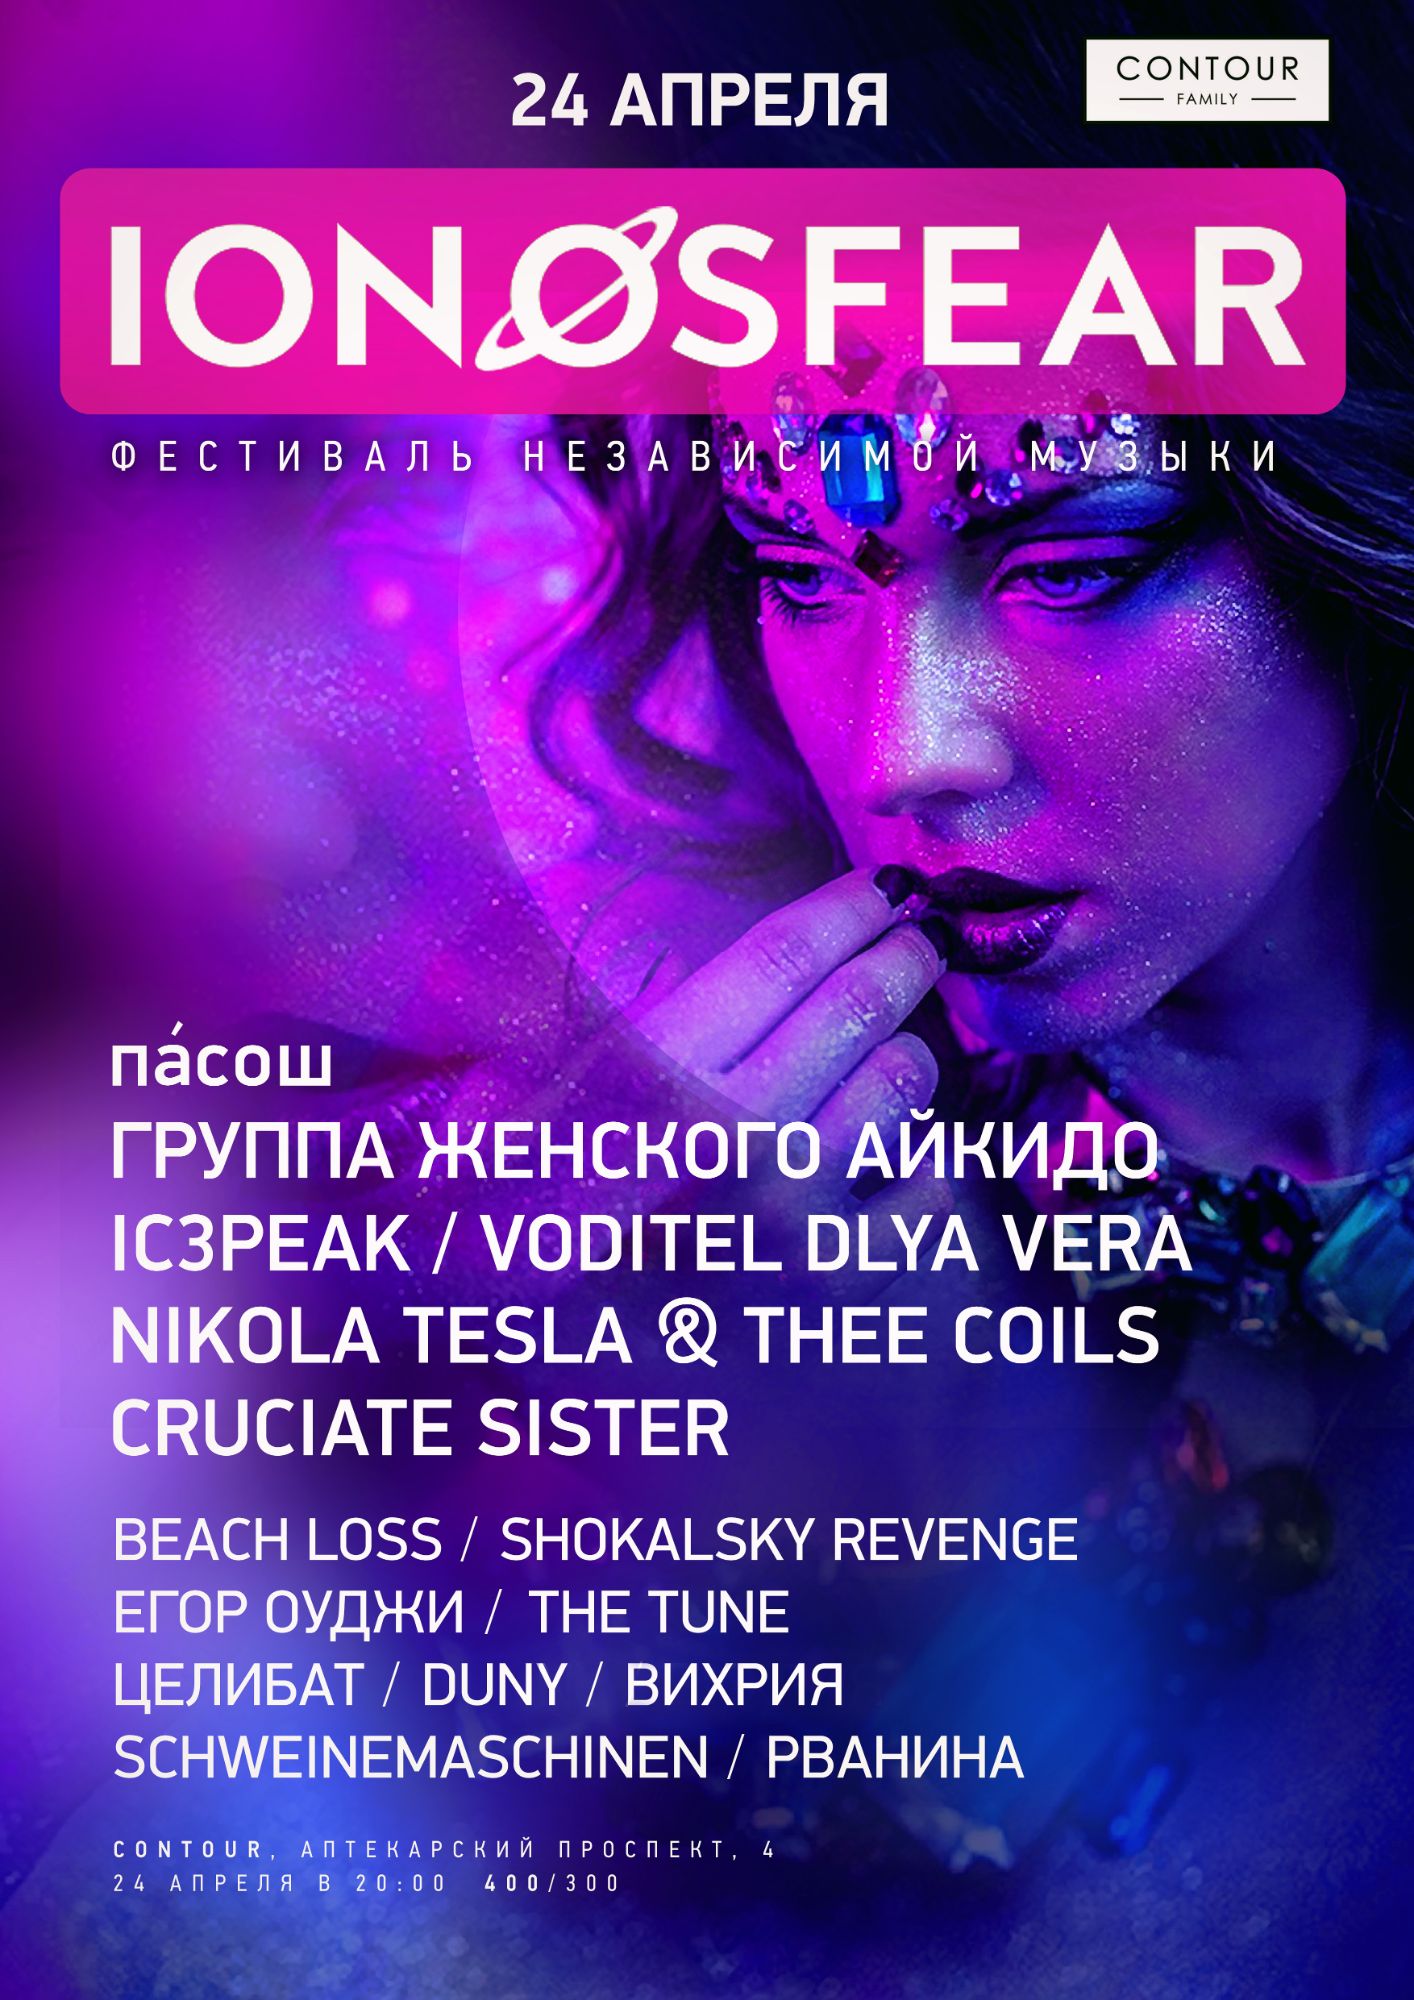 24 АПРЕЛЯ
CONTOUR
FAMILY
IONOSFEAR
ФЕСТИВАЛЬ НЕЗАВИСИМОЙ МУЗЫКИ
па́сош
ГРУППА ЖЕНСКОГО АЙКИДО
IC3PEAK / VODITEL DLYA VERA
NIKOLA TESLA & THEE COILS
CRUCIATE SISTER
BEACH LOSS / SHOKALSKY REVENGE
ЕГОР ОУДЖИ / THE TUNE
ЦЕЛИБАТ / DUNY / ВИХРИЯ
SCHWEINEMASCHINEN / РВАНИНА
CONTOUR, АПТЕКАРСКИЙ ПРОСПЕКТ, 4
24 АПРЕЛЯ В 20:00 400/300